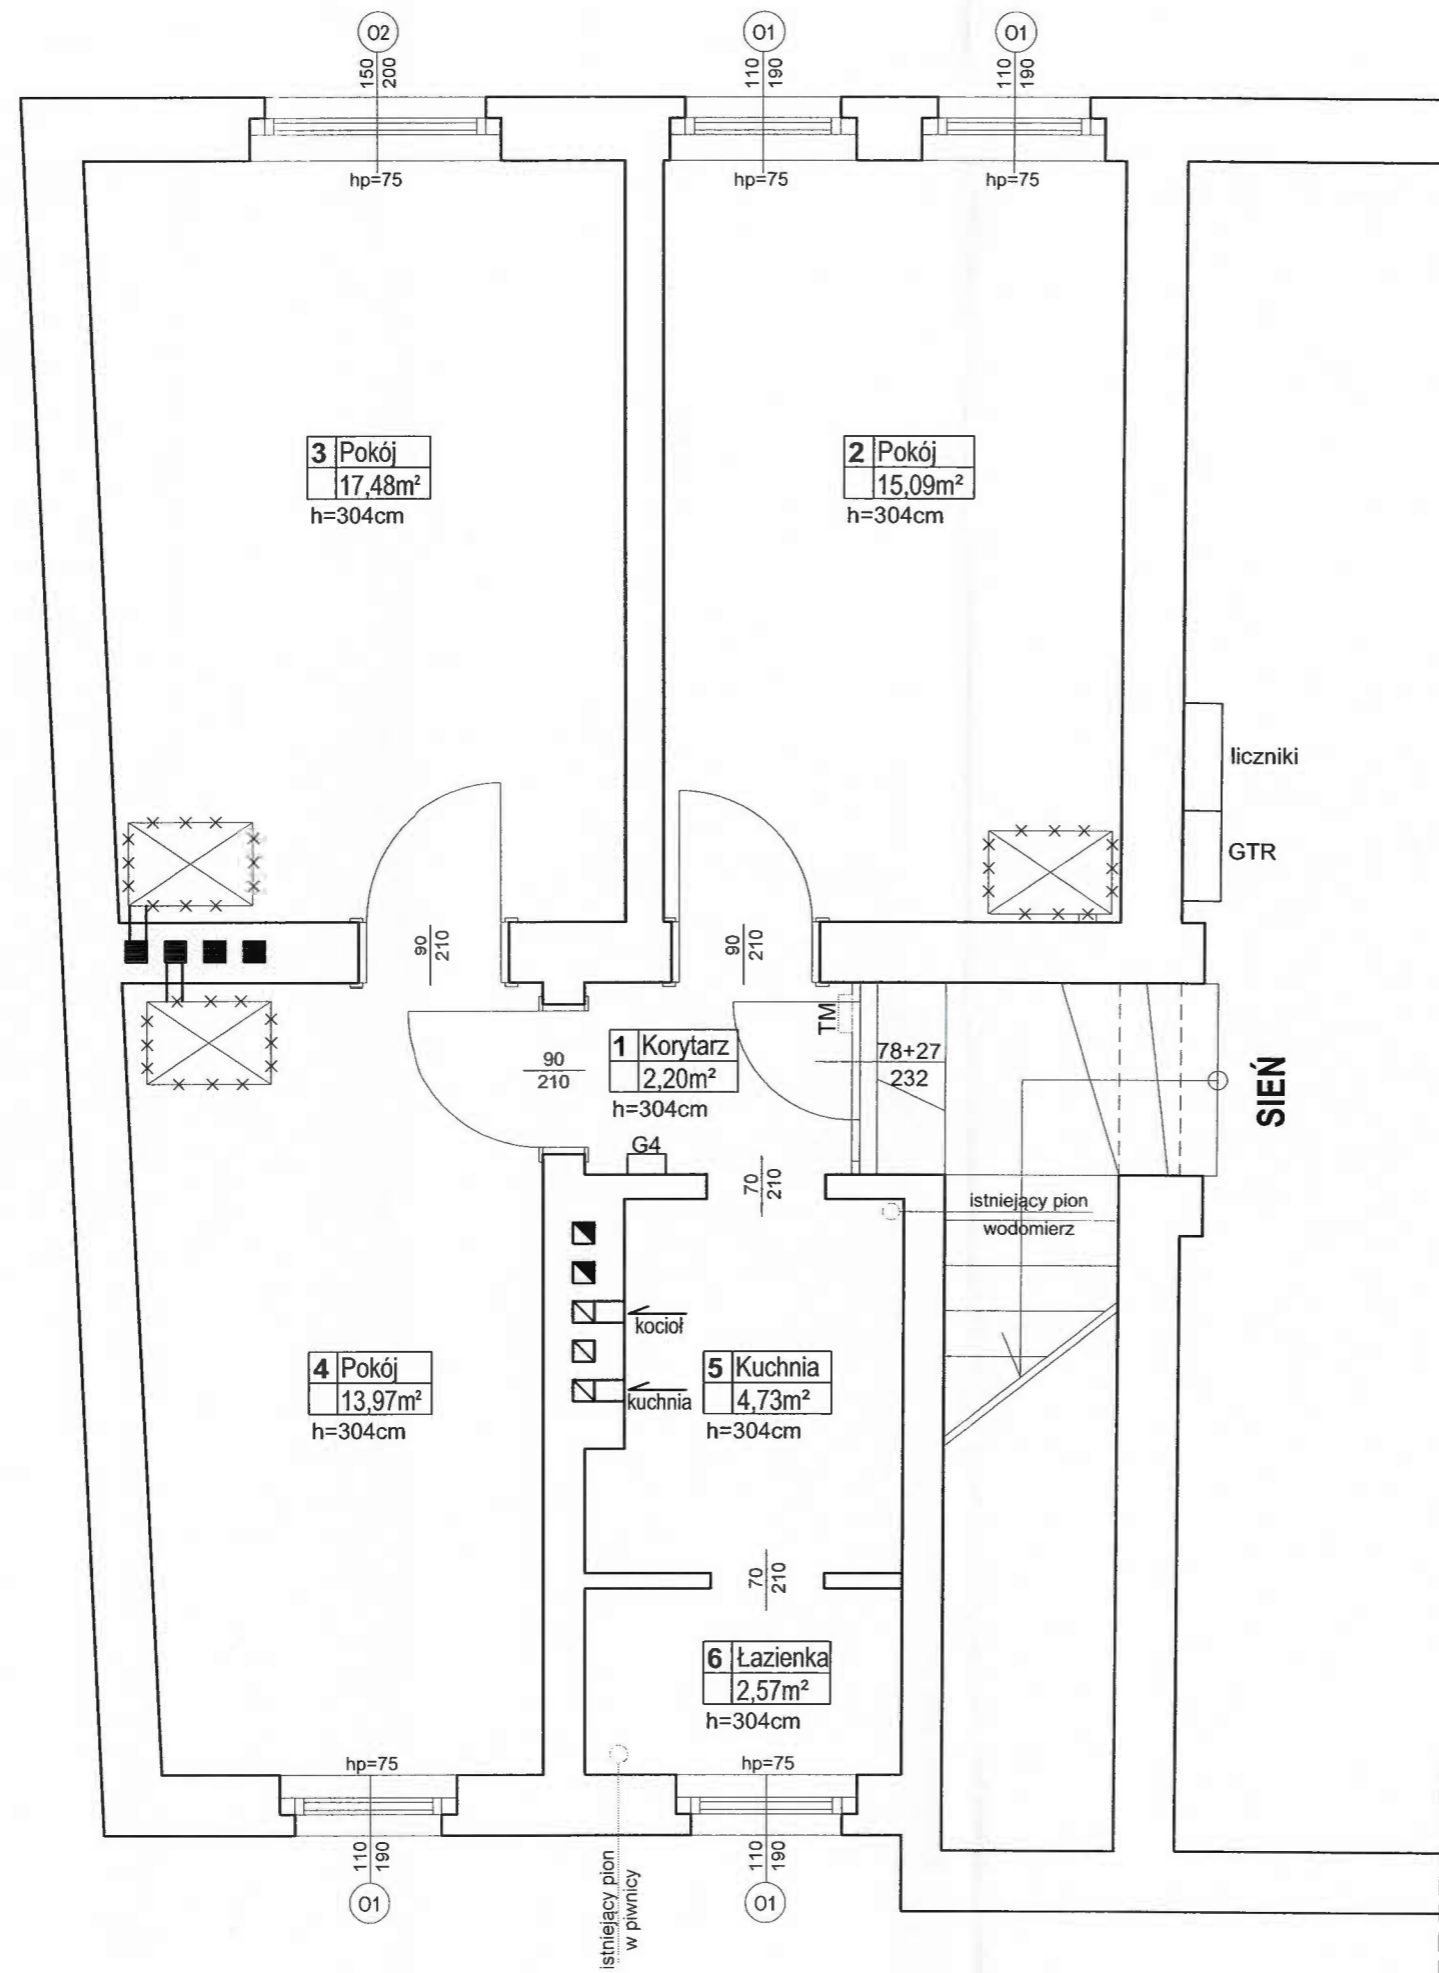 O2
O1
O1
150
200
110
190
110
190
hp=75
hp=75
hp=75
3 Pokój
17,48m²
h=304cm
2 Pokój
15,09m²
h=304cm
liczniki
GTR
90
210
90
210
TM
1 Korytarz
2,20m²
h=304cm
90
210
78+27
232
SIEŃ
G4
70
210
istniejący pion
wodomierz
kocioł
kuchnia
4 Pokój
13,97m²
h=304cm
5 Kuchnia
4,73m²
h=304cm
70
210
6 Łazienka
2,57m²
h=304cm
hp=75
hp=75
110
190
110
190
O1
O1
istniejący pion
w piwnicy